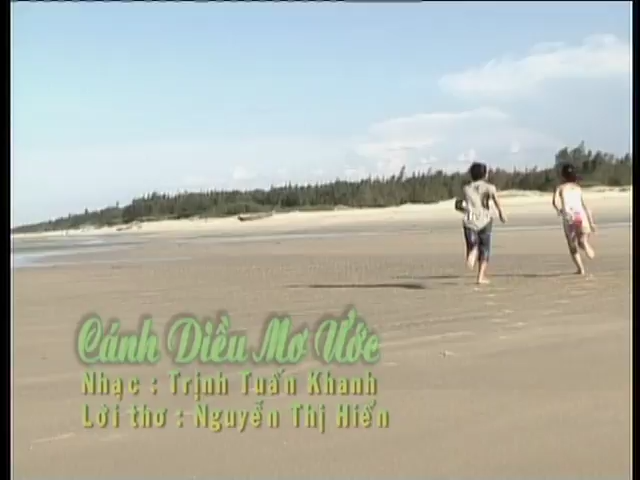 Cánh Diều Mơ Ước
Nhạc : Trịnh Tuấn Khanh
Lời thơ : Nguyễn Thị Hiền